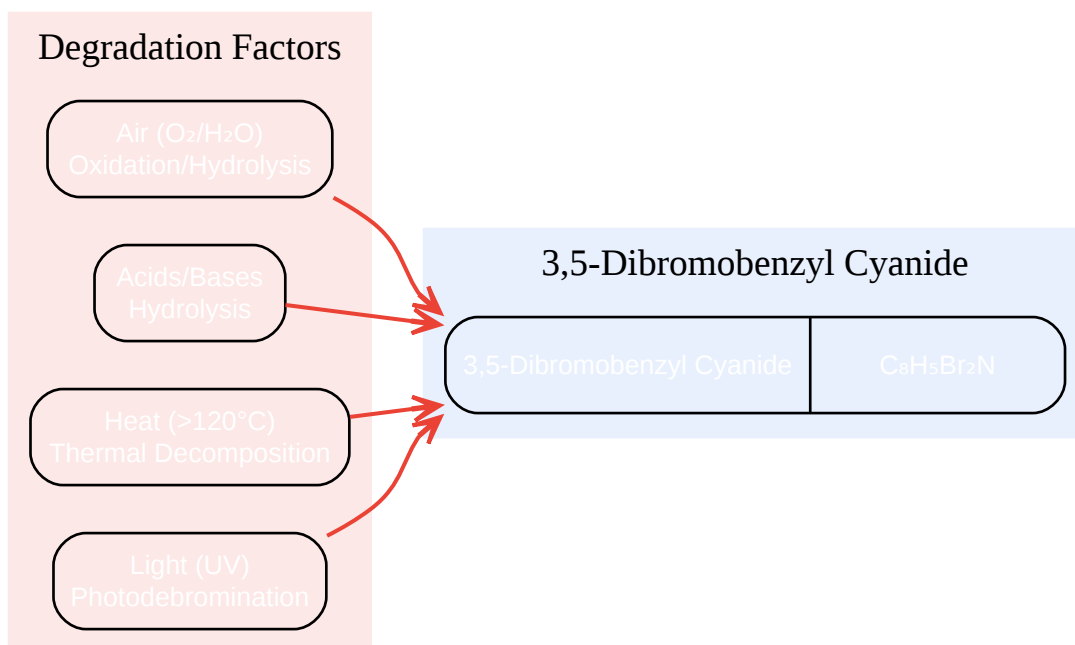 Degradation Factors
Air (O₂/H₂O)
Oxidation/Hydrolysis
Acids/Bases
Hydrolysis
Heat (>120°C)
Thermal Decomposition
Light (UV)
Photodebromination
3,5-Dibromobenzyl Cyanide
3,5-Dibromobenzyl Cyanide
C₈H₅Br₂N